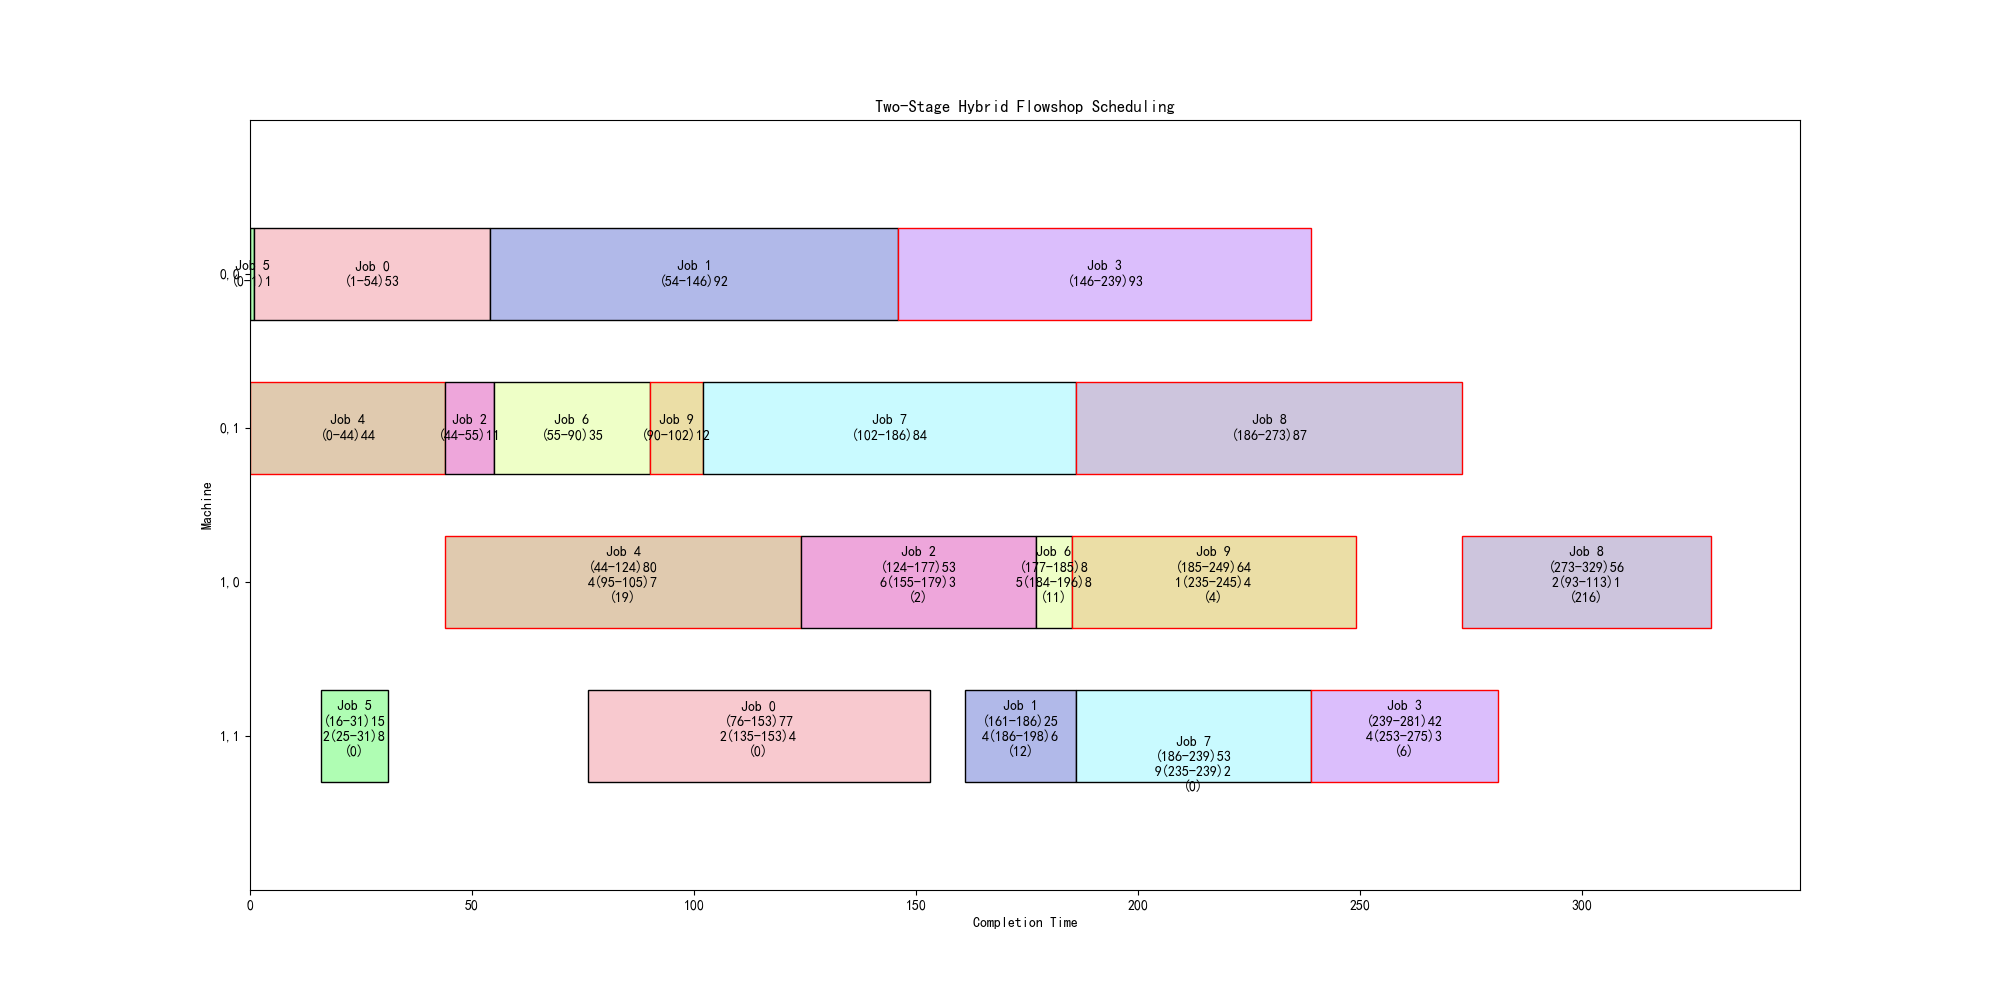 Two-Stage Hybrid Flowshop Scheduling
0,0
Job 5
(0-1)1
Job 0
(1-54)53
Job 1
(54-146)92
Job 3
(146-239)93
0,1
Job 4
(0-44)44
Job 2
(44-55)11
Job 6
(55-90)35
Job 9
(90-102)12
Job 7
(102-186)84
Job 8
(186-273)87
Machine
1,0
Job 4
(44-124)80
4(95-105)7
(19)
Job 2
(124-177)53
6(155-179)3
(2)
Job 6
(177-185)8
5(184-196)8
(11)
Job 9
(185-249)64
1(235-245)4
(4)
Job 8
(273-329)56
2(93-113)1
(216)
1,1
Job 5
(16-31)15
2(25-31)8
(0)
Job 0
(76-153)77
2(135-153)4
(0)
Job 1
(161-186)25
4(186-198)6
(12)
Job 7
(186-239)53
9(235-239)2
(0)
Job 3
(239-281)42
4(253-275)3
(6)
0 50 100 150 200 250 300
Completion Time